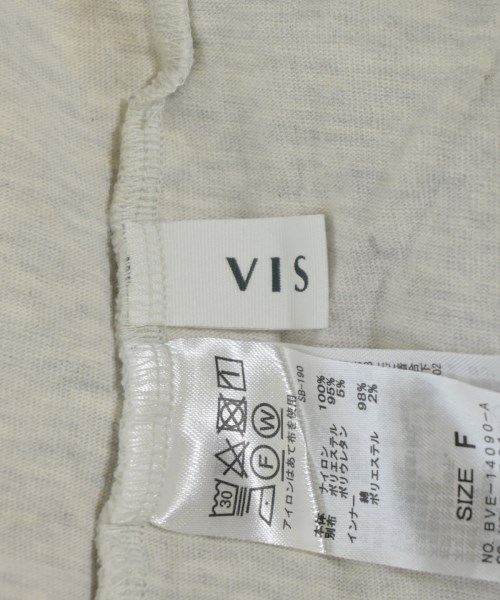 VIS
30
F
W
アイロンはあて布を使用
SB-190
本体 ナイロン 100%
別布 ポリエステル 95%
ポリウレタン 5%
インナー 綿 98%
ポリエステル 2%
SIZE F
NO. BVE-14090-A